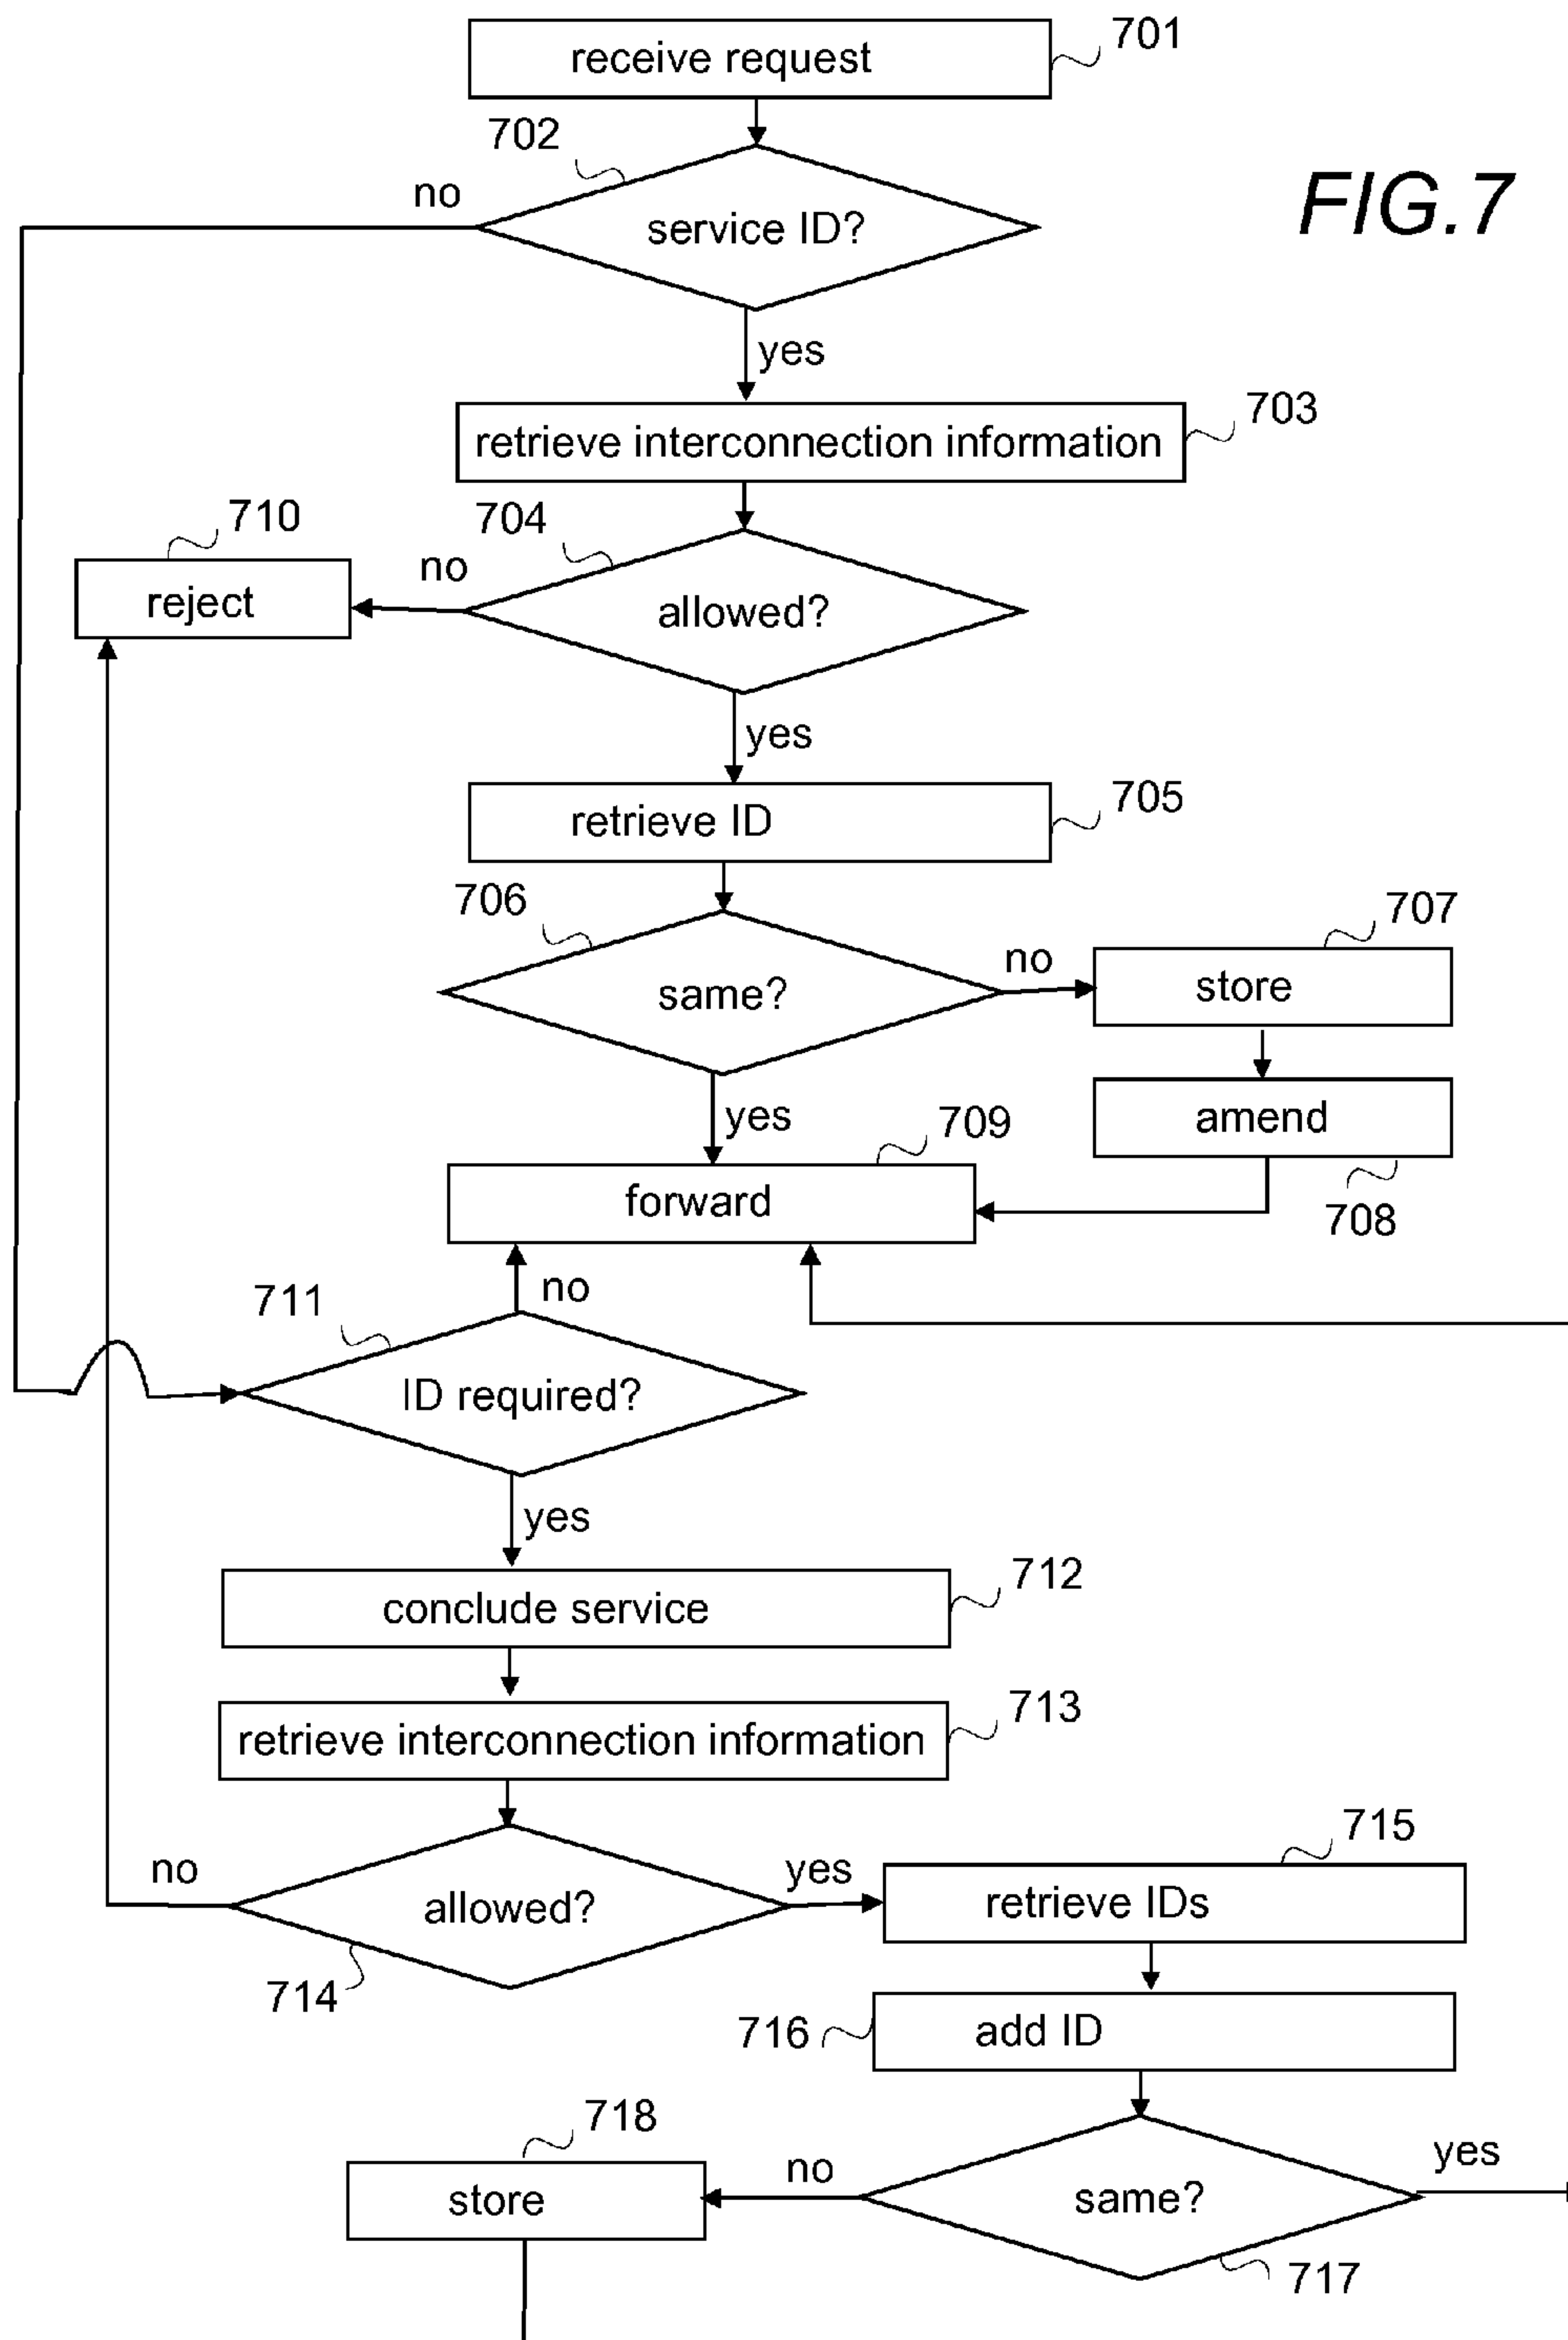 receive request
701
702
FIG.7
no
service ID?
yes
703
retrieve interconnection information
710
704
no
reject
allowed?
yes
705
retrieve ID
706
707
no
store
same?
yes
amend
709
forward
708
no
711
ID required?
yes
712
conclude service
713
retrieve interconnection information
715
no
yes
retrieve IDs
allowed?
714
716
add ID
718
yes
no
store
same?
717